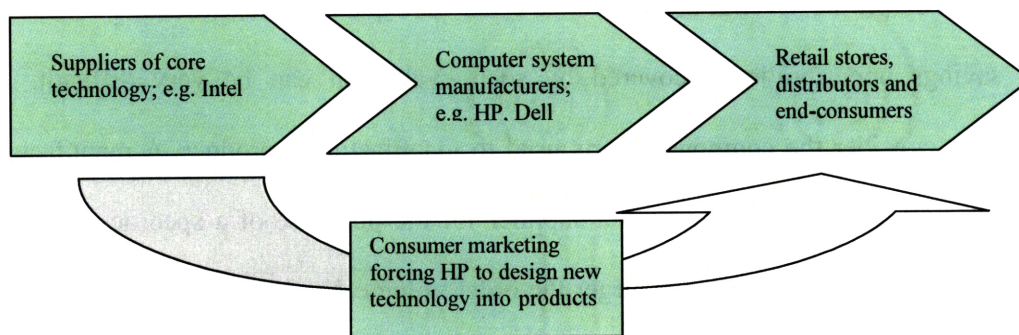 Suppliers of core
technology; e.g. Intel
Computer system
manufacturers;
e.g. HP, Dell
Retail stores,
distributors and
end-consumers
Consumer marketing
forcing HP to design new
technology into products